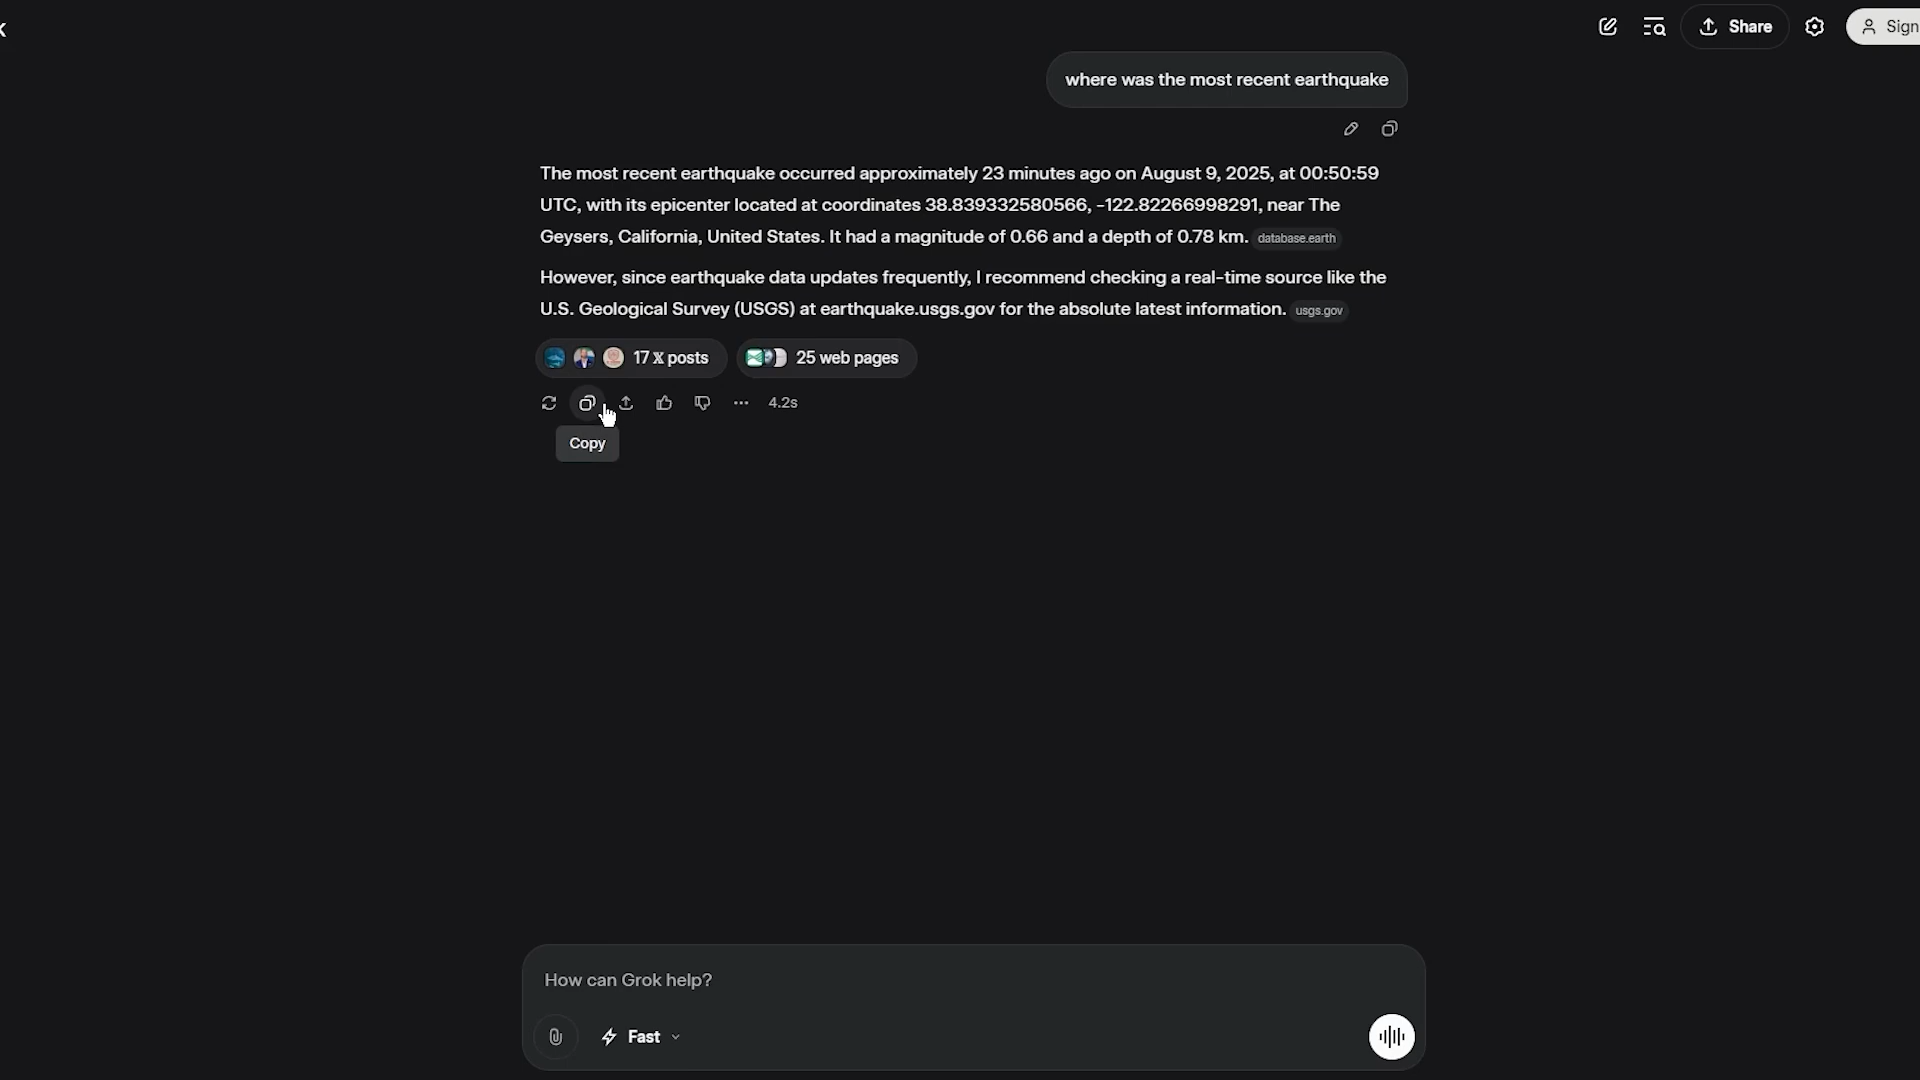 Share
Sign
where was the most recent earthquake
The most recent earthquake occurred approximately 23 minutes ago on August 9, 2025, at 00:50:59
UTC, with its epicenter located at coordinates 38.839332580566, -122.82266998291, near The
Geysers, California, United States. It had a magnitude of 0.66 and a depth of 0.78 km. database.earth
However, since earthquake data updates frequently, I recommend checking a real-time source like the
U.S. Geological Survey (USGS) at earthquake.usgs.gov for the absolute latest information. usgs.gov
17 𝕏 posts 25 web pages
4.2s
Copy
How can Grok help?
Fast